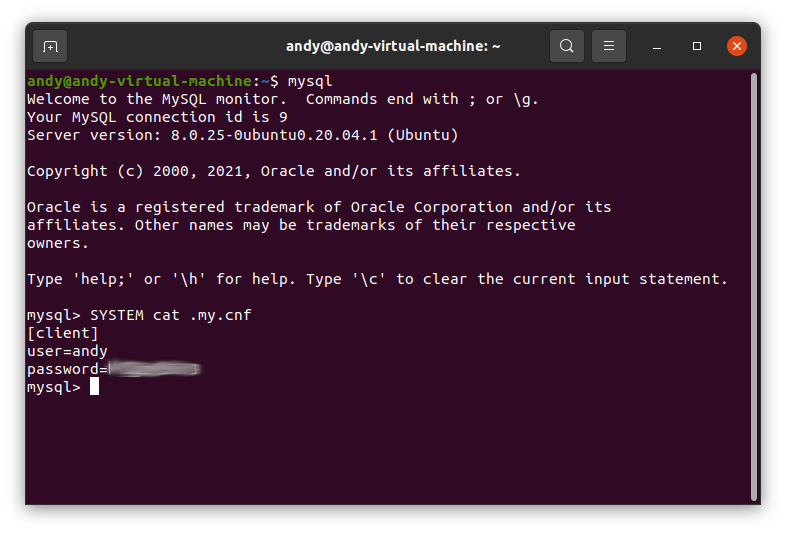 andy@andy-virtual-machine: ~
andy@andy-virtual-machine:~$ mysql
Welcome to the MySQL monitor.  Commands end with ; or \g.
Your MySQL connection id is 9
Server version: 8.0.25-0ubuntu0.20.04.1 (Ubuntu)
Copyright (c) 2000, 2021, Oracle and/or its affiliates.
Oracle is a registered trademark of Oracle Corporation and/or its
affiliates. Other names may be trademarks of their respective
owners.
Type 'help;' or '\h' for help. Type '\c' to clear the current input statement.
mysql> SYSTEM cat .my.cnf
[client]
user=andy
password=
mysql>